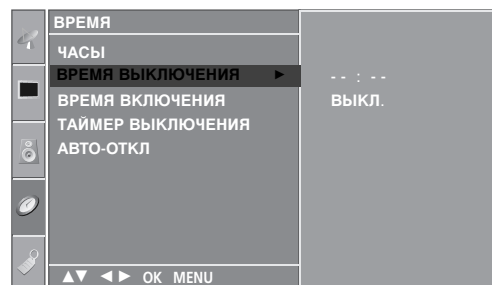 ВРЕМЯ
ЧАСЫ
ВРЕМЯ ВЫКЛЮЧЕНИЯ ►
- - : - -
ВРЕМЯ ВКЛЮЧЕНИЯ
ВЫКЛ.
ТАЙМЕР ВЫКЛЮЧЕНИЯ
АВТО-ОТКЛ
▲▼ ◄► OK MENU